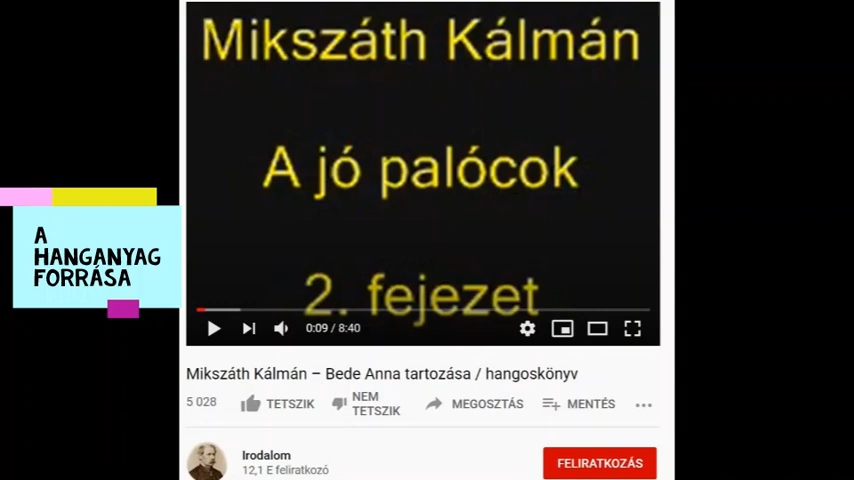 Mikszáth Kálmán
A jó palócok
2. fejezet
A
HANGANYAG
FORRÁSA
0:09 / 8:40
Mikszáth Kálmán – Bede Anna tartozása / hangoskönyv
5 028
TETSZIK
NEM
TETSZIK
MEGOSZTÁS
MENTÉS
Irodalom
12,1 E feliratkozó
FELIRATKOZÁS